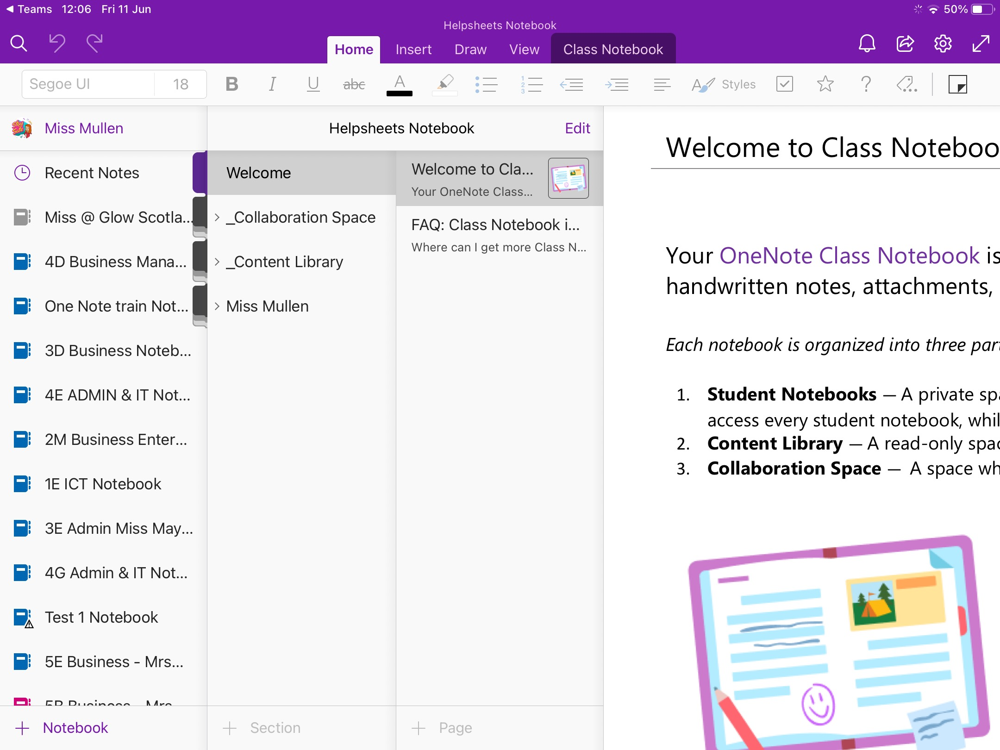 Teams 12:06 Fri 11 Jun
50%
Helpsheets Notebook
Home Insert Draw View Class Notebook
Segoe UI 18 B I U abc A Styles ?
Miss Mullen
Recent Notes
Miss @ Glow Scotla...
4D Business Mana...
One Note train Not...
3D Business Noteb...
4E ADMIN & IT Not...
2M Business Enter...
1E ICT Notebook
3E Admin Miss May...
4G Admin & IT Not...
Test 1 Notebook
5E Business - Mrs...
5B Business - Mrs
+ Notebook
Helpsheets Notebook Edit
Welcome
_Collaboration Space
_Content Library
Miss Mullen
+ Section
Welcome to Cla...
Your OneNote Class...
FAQ: Class Notebook i...
Where can I get more Class N...
+ Page
Welcome to Class Noteboo
Your OneNote Class Notebook is
handwritten notes, attachments,
Each notebook is organized into three part
1. Student Notebooks — A private spa
access every student notebook, whil
2. Content Library — A read-only spac
3. Collaboration Space — A space wh